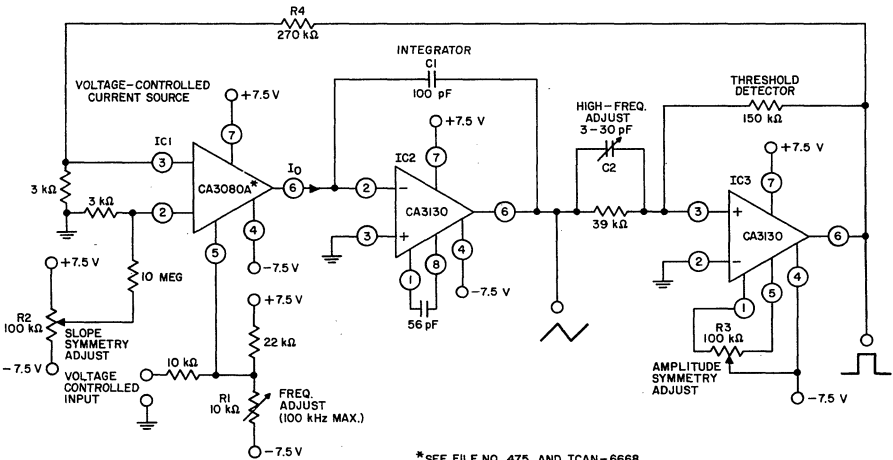 R4
270 kΩ
INTEGRATOR
C1
100 pF
VOLTAGE-CONTROLLED
CURRENT SOURCE
+7.5 V
7
IC1
3
CA3080A*
I₀
6
3 kΩ
3 kΩ
2
4
5
-7.5 V
+7.5 V
7
IC2
2
-
CA3130
6
3
+
4
1
8
-7.5 V
56 pF
HIGH-FREQ.
ADJUST
3-30 pF
C2
39 kΩ
THRESHOLD
DETECTOR
150 kΩ
+7.5 V
IC3
7
3
+
CA3130
6
2
-
4
5
1
R3
100 kΩ
AMPLITUDE
SYMMETRY
ADJUST
-7.5 V
+7.5 V
10 MEG
R2
100 kΩ
SLOPE
SYMMETRY
ADJUST
-7.5 V
+7.5 V
22 kΩ
VOLTAGE
CONTROLLED
INPUT
10 kΩ
R1
10 kΩ
FREQ.
ADJUST
(100 kHz MAX.)
-7.5 V
*SEE FILE NO. 475 AND TCAN-6668